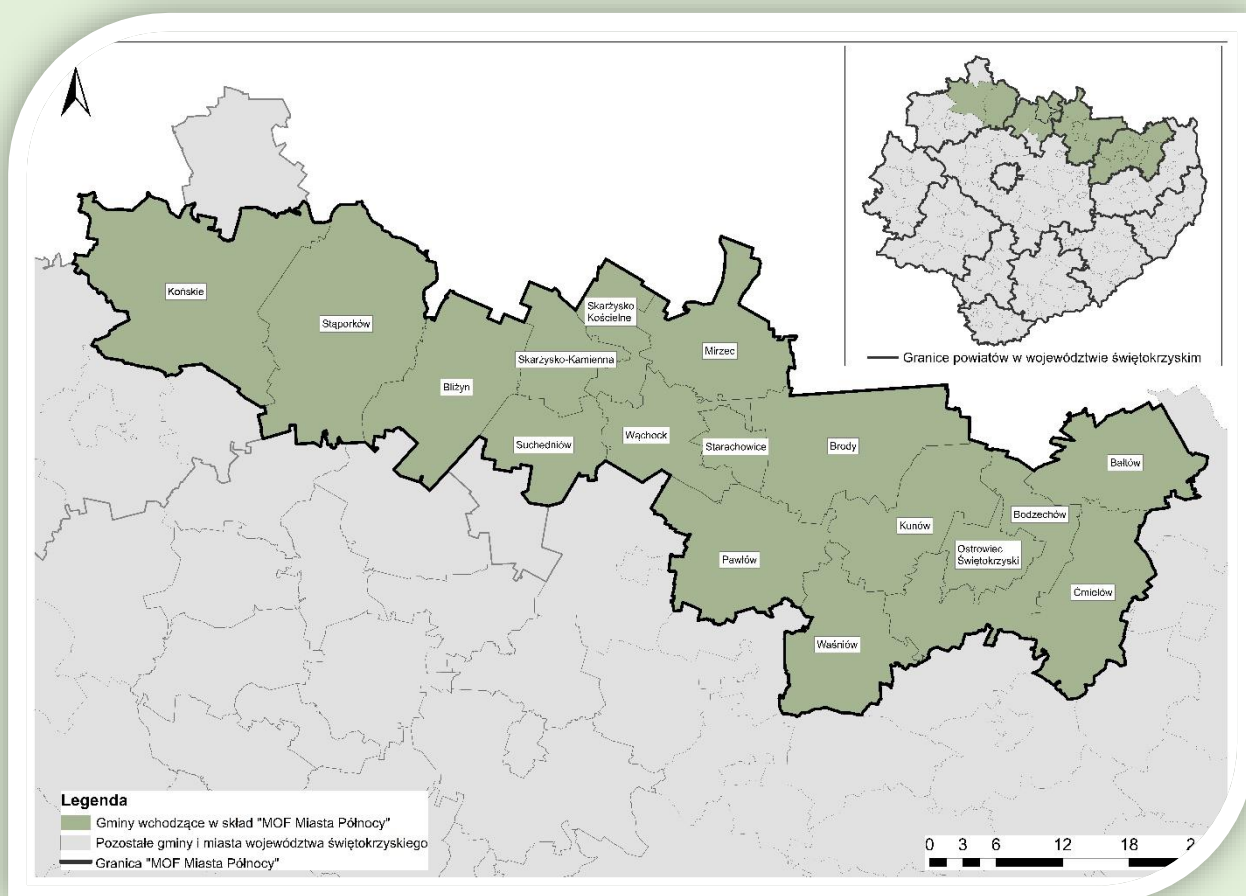 Granice powiatów w województwie świętokrzyskim
Końskie
Stąporków
Skarżysko
Kościelne
Skarżysko-Kamienna
Mirzec
Bliżyn
Suchedniów
Wąchock
Starachowice
Brody
Bałtów
Bodzechów
Kunów
Ostrowiec
Świętokrzyski
Pawłów
Ćmielów
Waśniów
Legenda
Gminy wchodzące w skład "MOF Miasta Północy"
Pozostałe gminy i miasta województwa świętokrzyskiego
Granica "MOF Miasta Północy"
0 3 6 12 18 2